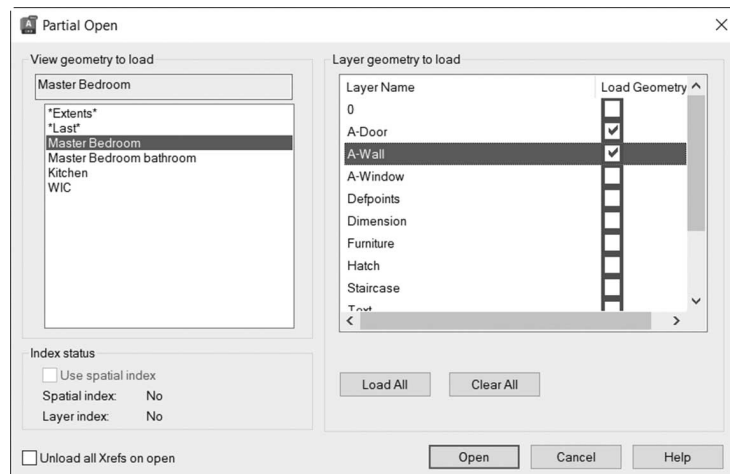 Partial Open
View geometry to load
Master Bedroom
*Extents*
*Last*
Master Bedroom
Master Bedroom bathroom
Kitchen
WIC
Index status
Use spatial index
Spatial index: No
Layer index: No
Unload all Xrefs on open
Layer geometry to load
Layer Name Load Geometry
0
A-Door
A-Wall
A-Window
Defpoints
Dimension
Furniture
Hatch
Staircase
Text
Load All Clear All
Open Cancel Help